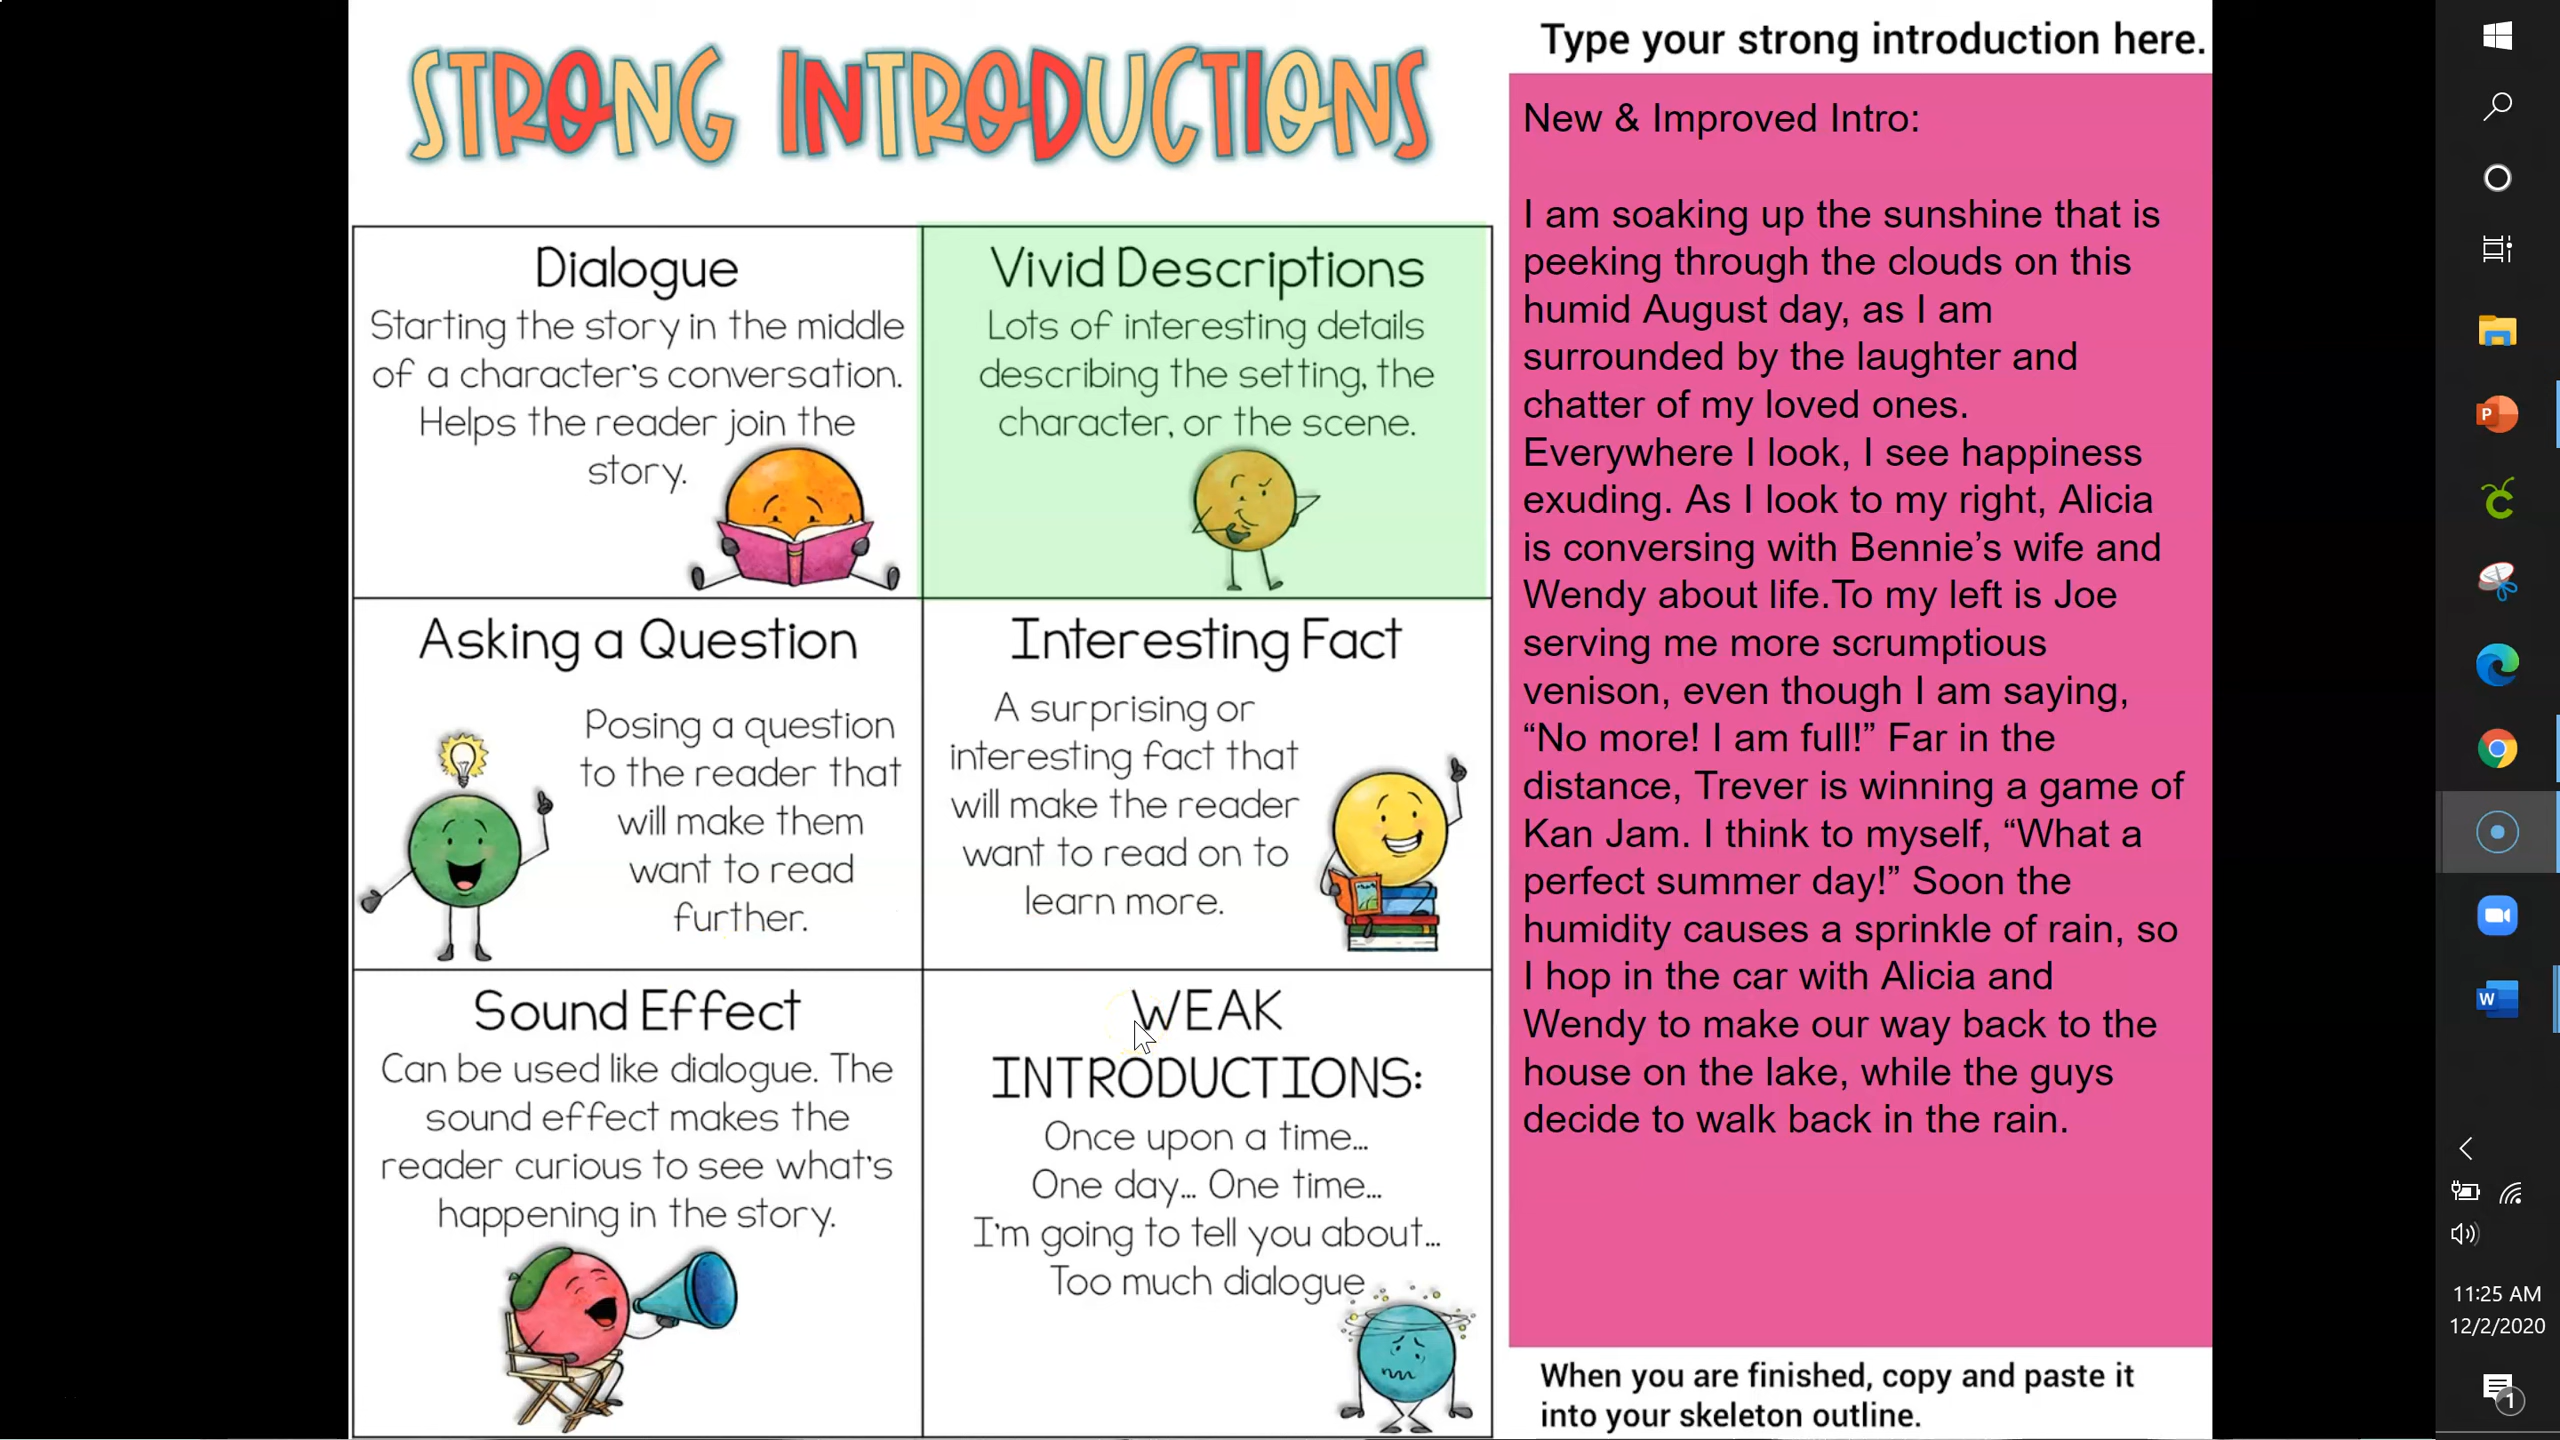 STRONG INTRODUCTIONS
Dialogue
Starting the story in the middle
of a character's conversation.
Helps the reader join the
story.
Vivid Descriptions
Lots of interesting details
describing the setting, the
character, or the scene.
Asking a Question
Posing a question
to the reader that
will make them
want to read
further.
Interesting Fact
A surprising or
interesting fact that
will make the reader
want to read on to
learn more.
Sound Effect
Can be used like dialogue. The
sound effect makes the
reader curious to see what's
happening in the story.
WEAK
INTRODUCTIONS:
Once upon a time...
One day... One time...
I'm going to tell you about...
Too much dialogue
Type your strong introduction here.
New & Improved Intro:
I am soaking up the sunshine that is
peeking through the clouds on this
humid August day, as I am
surrounded by the laughter and
chatter of my loved ones.
Everywhere I look, I see happiness
exuding. As I look to my right, Alicia
is conversing with Bennie’s wife and
Wendy about life.To my left is Joe
serving me more scrumptious
venison, even though I am saying,
“No more! I am full!” Far in the
distance, Trever is winning a game of
Kan Jam. I think to myself, “What a
perfect summer day!” Soon the
humidity causes a sprinkle of rain, so
I hop in the car with Alicia and
Wendy to make our way back to the
house on the lake, while the guys
decide to walk back in the rain.
When you are finished, copy and paste it
into your skeleton outline.
P
W
11:25 AM
12/2/2020
1